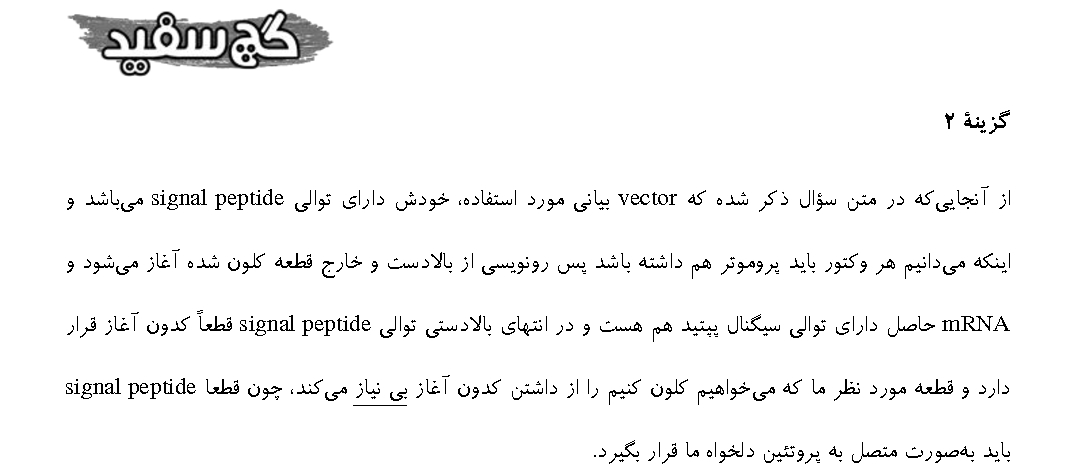 گچ سفید
گزینهٔ ۲
از آنجایی‌که در متن سؤال ذکر شده که vector بیانی مورد استفاده، خودش دارای توالی signal peptide می‌باشد و
اینکه می‌دانیم هر وکتور باید پروموتر هم داشته باشد پس رونویسی از بالادست و خارج قطعه کلون شده آغاز می‌شود و
mRNA حاصل دارای توالی سیگنال پپتید هم هست و در انتهای بالادستی توالی signal peptide قطعاً کدون آغاز قرار
دارد و قطعه مورد نظر ما که می‌خواهیم کلون کنیم را از داشتن کدون آغاز بی نیاز می‌کند، چون قطعا signal peptide
باید به‌صورت متصل به پروتئین دلخواه ما قرار بگیرد.